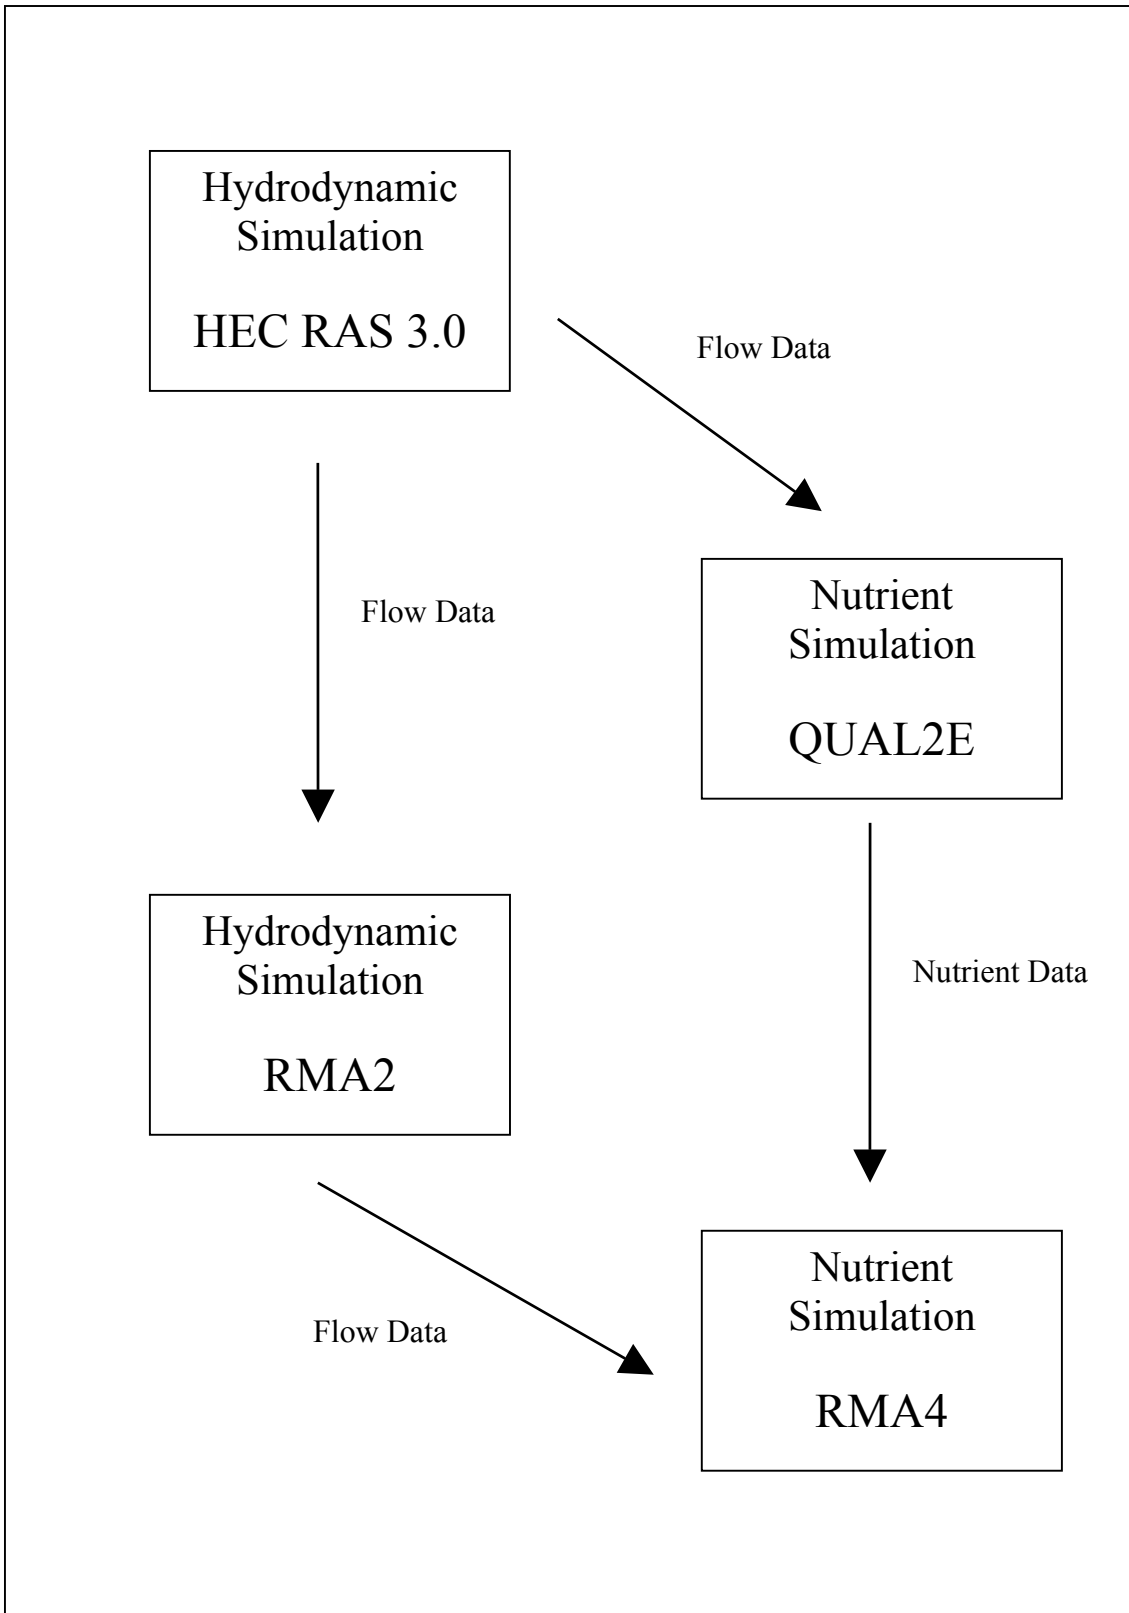 Hydrodynamic
Simulation
HEC RAS 3.0
Flow Data
Flow Data
Nutrient
Simulation
QUAL2E
Hydrodynamic
Simulation
RMA2
Nutrient Data
Flow Data
Nutrient
Simulation
RMA4